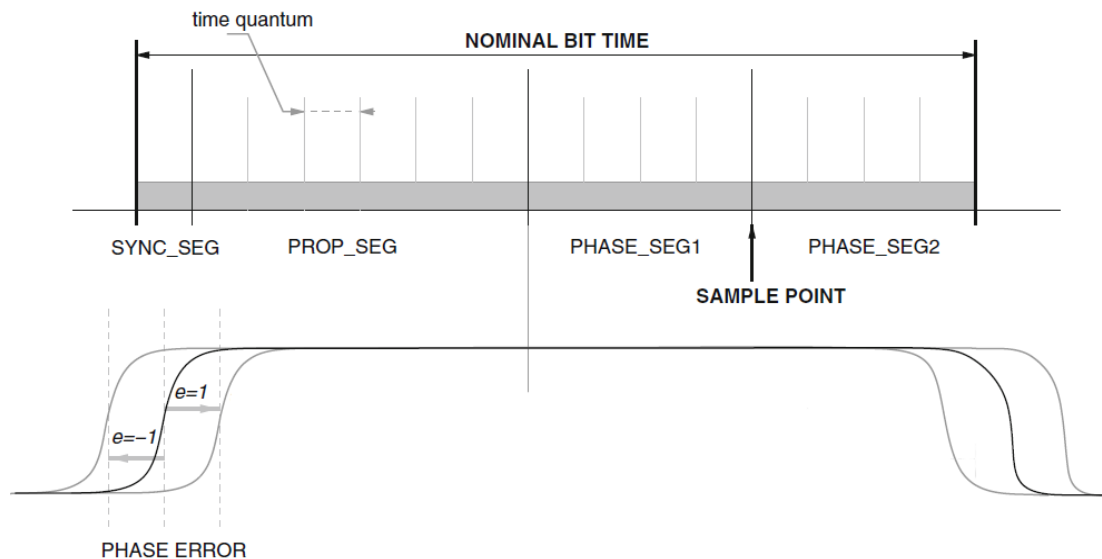 time quantum
NOMINAL BIT TIME
SYNC_SEG
PROP_SEG
PHASE_SEG1
PHASE_SEG2
SAMPLE POINT
e=1
e=−1
PHASE ERROR